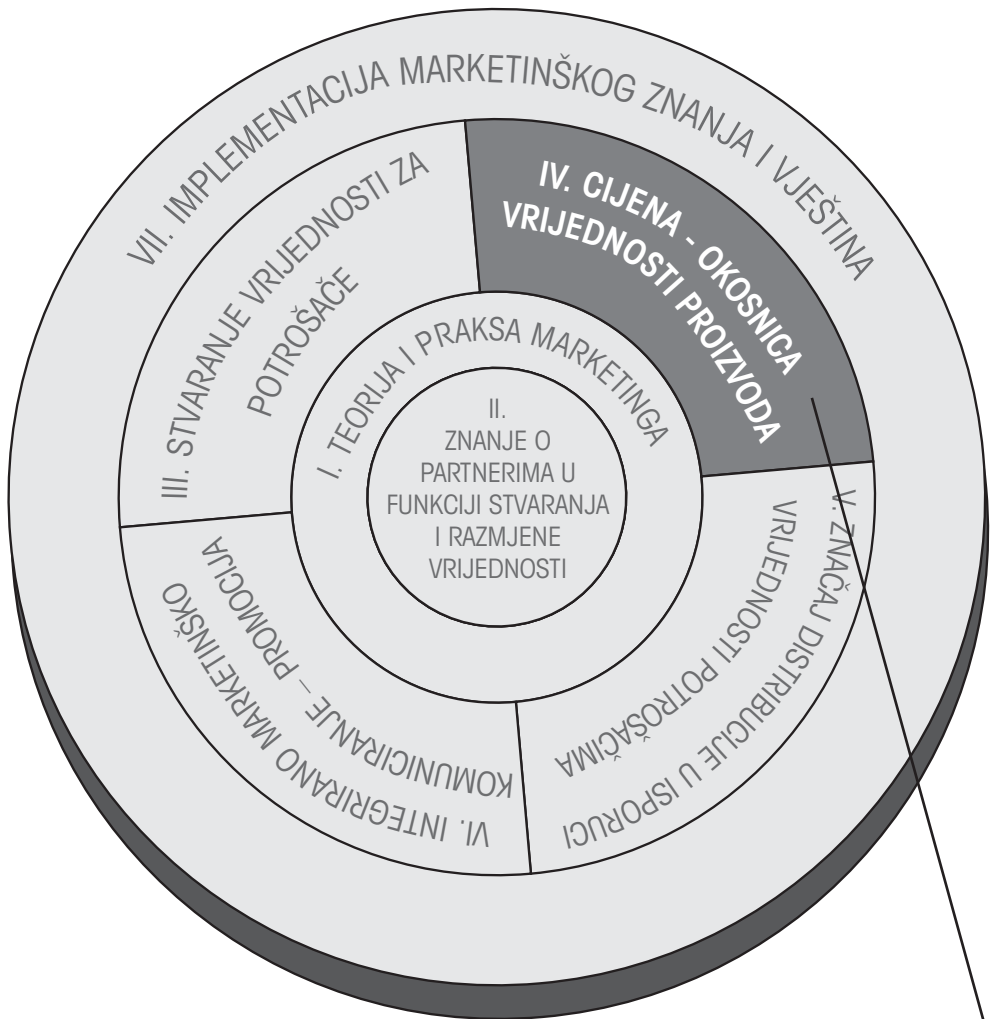 VII. IMPLEMENTACIJA MARKETINŠKOG ZNANJA I VJEŠTINA
III. STVARANJE VRIJEDNOSTI ZA
POTROŠAČE
IV. CIJENA - OKOSNICA
VRIJEDNOSTI PROIZVODA
I. TEORIJA I PRAKSA MARKETINGA
II.
ZNANJE O
PARTNERIMA U
FUNKCIJI STVARANJA
I RAZMJENE
VRIJEDNOSTI
V. ZNAČAJ DISTRIBUCIJE U ISPORUCI
VRIJEDNOSTI POTROŠAČIMA
VI. INTEGRIRANO MARKETINŠKO
KOMUNICIRANJE – PROMOCIJA